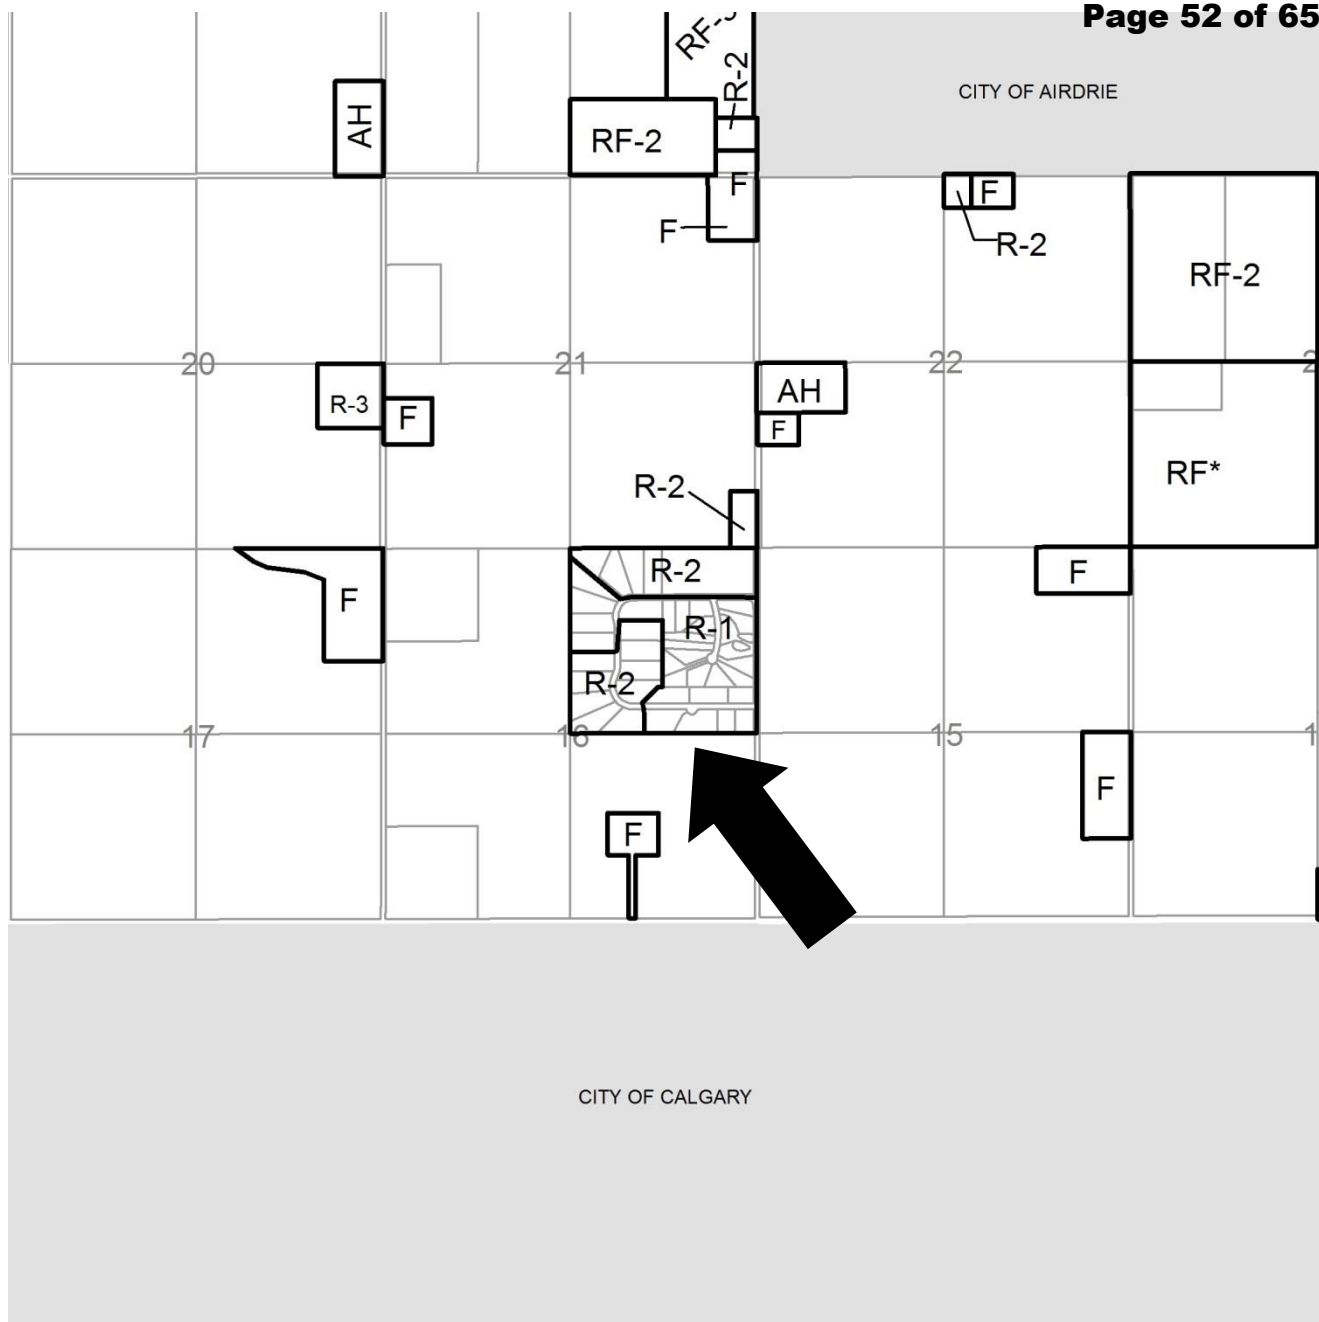 Page 52 of 65
RF-3
R-2
CITY OF AIRDRIE
AH
RF-2
F
F
R-2
F
RF-2
20
21
22
R-3
F
AH
F
RF*
R-2
F
R-2
F
R-1
R-2
17
16
15
F
F
CITY OF CALGARY